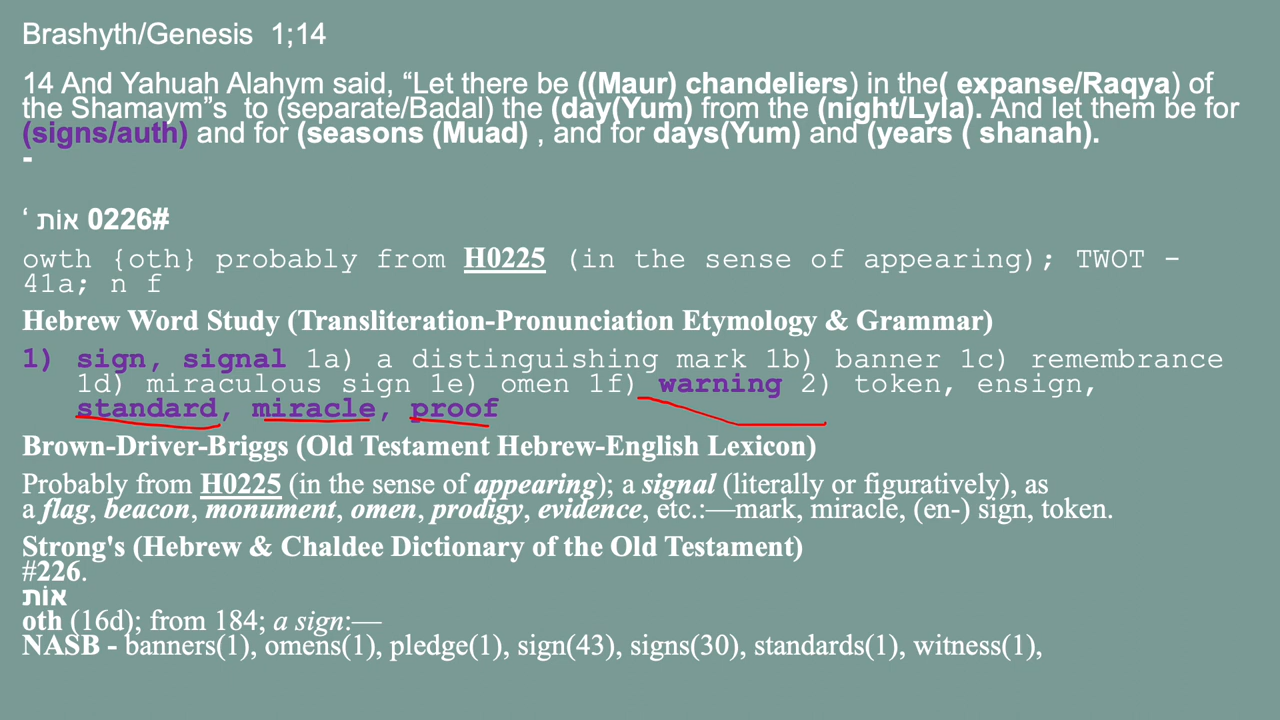 Brashyth/Genesis 1;14
14 And Yahuah Alahym said, “Let there be ((Maur) chandeliers) in the( expanse/Raqya) of
the Shamaym”s to (separate/Badal) the (day(Yum) from the (night/Lyla). And let them be for
(signs/auth) and for (seasons (Muad) , and for days(Yum) and (years ( shanah).
-
‘ אוֹת 0226#
owth {oth} probably from H0225 (in the sense of appearing); TWOT -
41a; n f
Hebrew Word Study (Transliteration-Pronunciation Etymology & Grammar)
1) sign, signal 1a) a distinguishing mark 1b) banner 1c) remembrance
1d) miraculous sign 1e) omen 1f) warning 2) token, ensign,
standard, miracle, proof
Brown-Driver-Briggs (Old Testament Hebrew-English Lexicon)
Probably from H0225 (in the sense of appearing); a signal (literally or figuratively), as
a flag, beacon, monument, omen, prodigy, evidence, etc.:—mark, miracle, (en-) sign, token.
Strong's (Hebrew & Chaldee Dictionary of the Old Testament)
#226.
אוֹת
oth (16d); from 184; a sign:—
NASB - banners(1), omens(1), pledge(1), sign(43), signs(30), standards(1), witness(1),